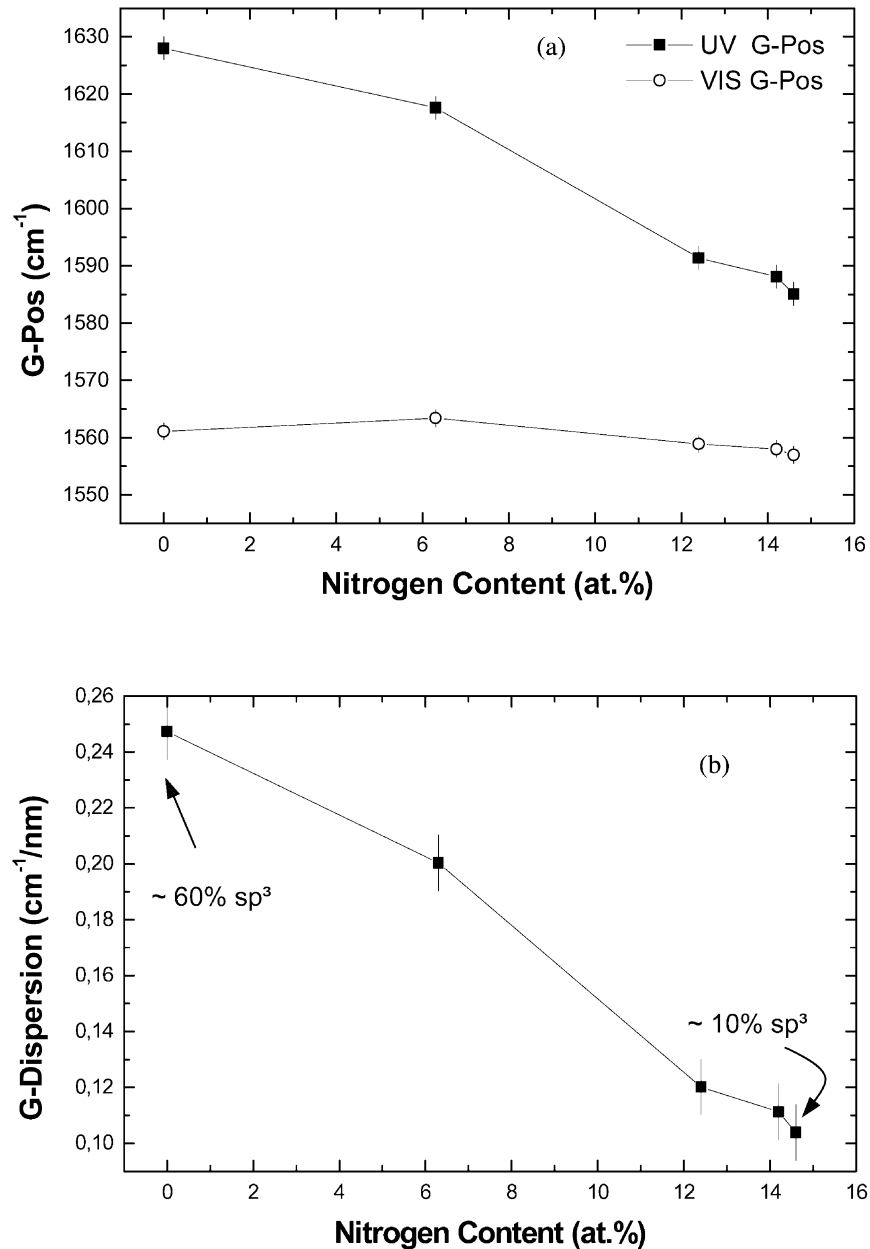 (a)
UV G-Pos
VIS G-Pos
1630
1620
1610
1600
1590
1580
1570
1560
1550
G-Pos (cm⁻¹)
0 2 4 6 8 10 12 14 16
Nitrogen Content (at.%)
(b)
0,26
0,24
0,22
0,20
0,18
0,16
0,14
0,12
0,10
G-Dispersion (cm⁻¹/nm)
~ 60% sp³
~ 10% sp³
0 2 4 6 8 10 12 14 16
Nitrogen Content (at.%)